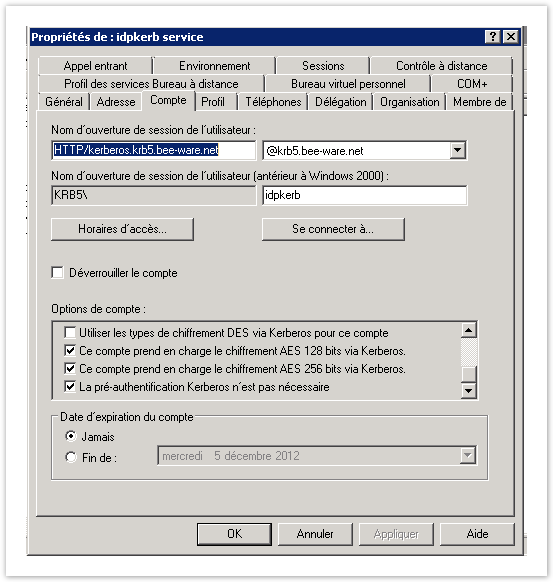 Propriétés de : idpkerb service
Appel entrant Environnement Sessions Contrôle à distance
Profil des services Bureau à distance Bureau virtuel personnel COM+
Général Adresse Compte Profil Téléphones Délégation Organisation Membre de
Nom d'ouverture de session de l'utilisateur :
HTTP/kerberos.krb5.bee-ware.net @krb5.bee-ware.net
Nom d'ouverture de session de l'utilisateur (antérieur à Windows 2000) :
KRB5\ idpkerb
Horaires d'accès... Se connecter à...
Déverrouiller le compte
Options de compte :
Utiliser les types de chiffrement DES via Kerberos pour ce compte
Ce compte prend en charge le chiffrement AES 128 bits via Kerberos.
Ce compte prend en charge le chiffrement AES 256 bits via Kerberos.
La pré-authentification Kerberos n'est pas nécessaire
Date d'expiration du compte
Jamais
Fin de : mercredi 5 décembre 2012
OK Annuler Appliquer Aide